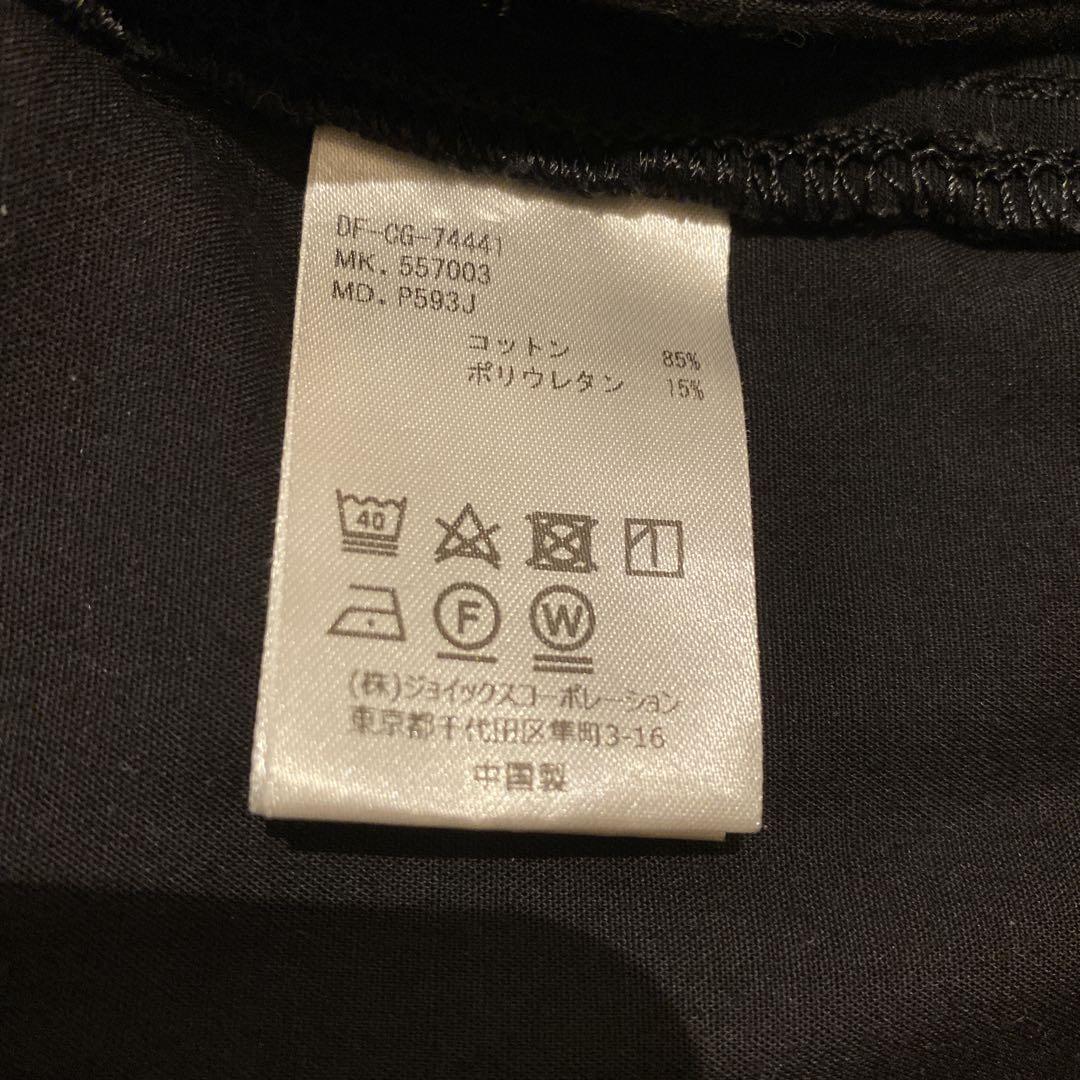 DF-CG-74441
MK. 557003
MD. P593J
コットン 85%
ポリウレタン 15%
40
F W
(株)ジョイックスコーポレーション
東京都千代田区隼町3-16
中国製